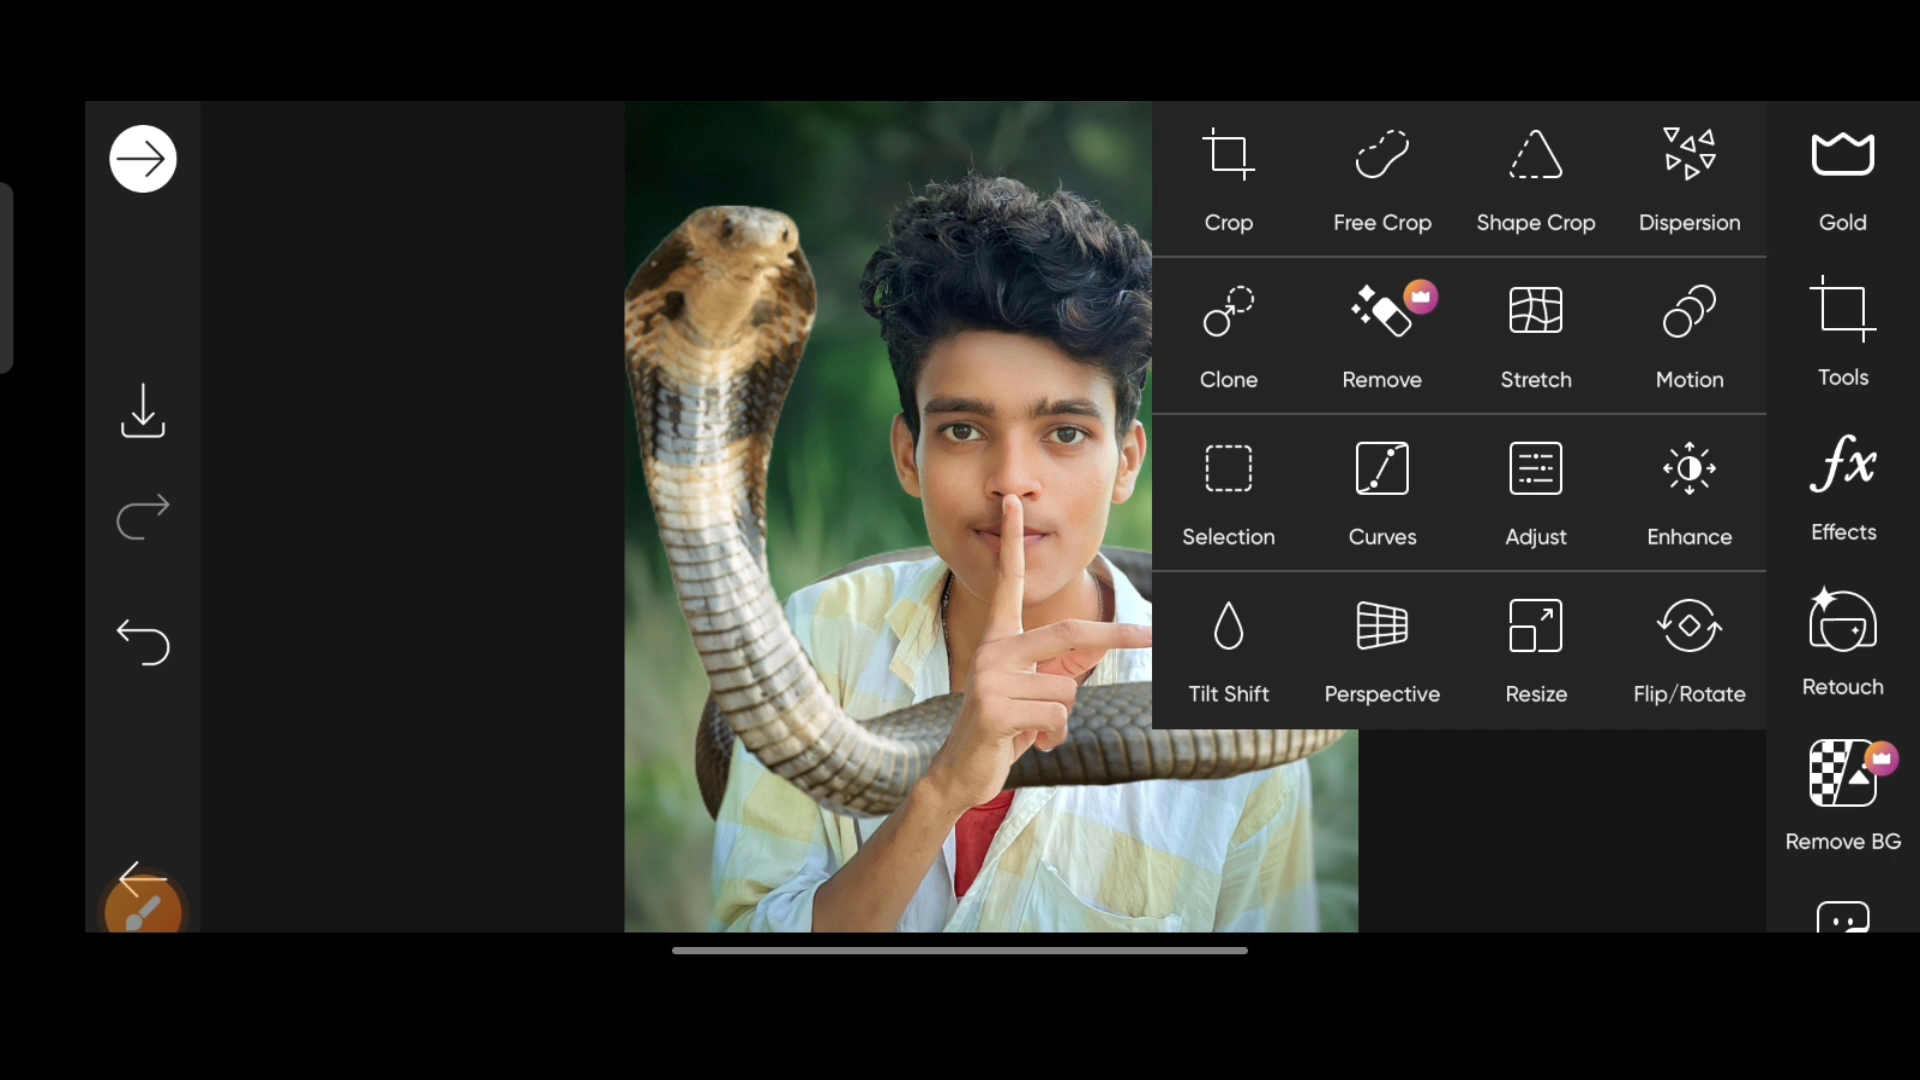 Crop
Free Crop
Shape Crop
Dispersion
Gold
Clone
Remove
Stretch
Motion
Tools
Selection
Curves
Adjust
Enhance
fx
Effects
Tilt Shift
Perspective
Resize
Flip/Rotate
Retouch
Remove BG